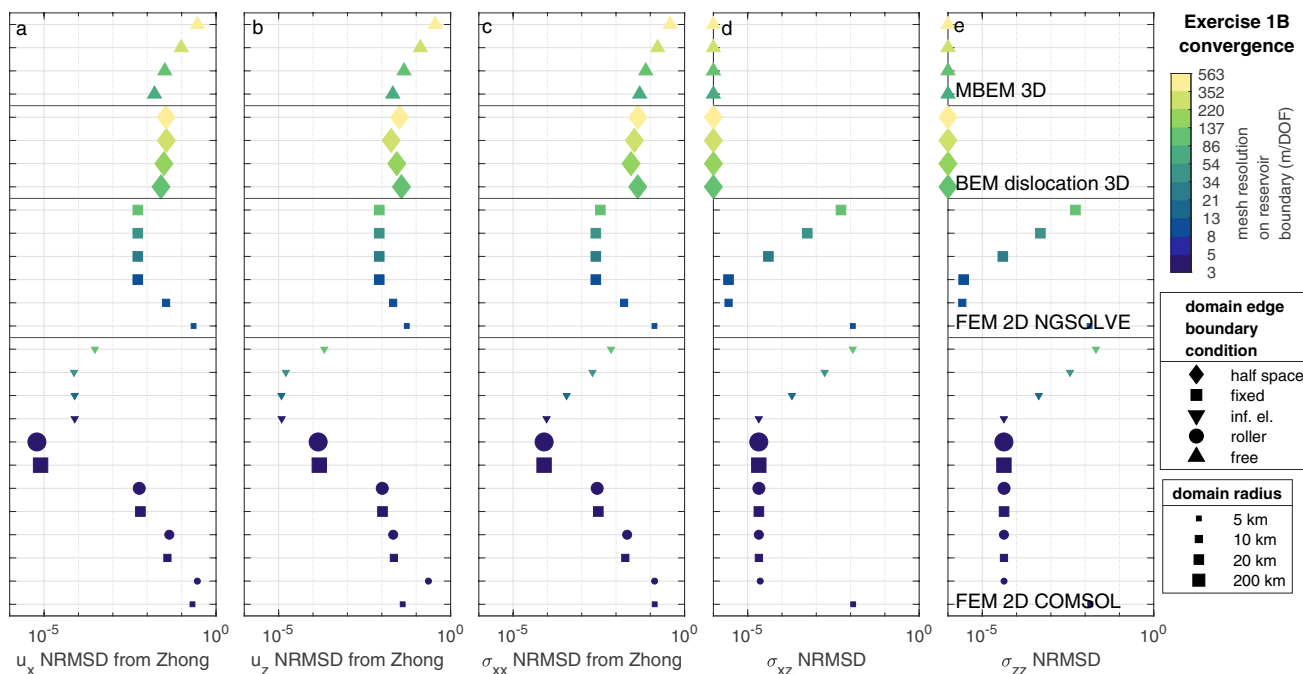 a
b
c
d
e
MBEM 3D
BEM dislocation 3D
FEM 2D NGSOLVE
FEM 2D COMSOL
10^-5
10^0
10^-5
10^0
10^-5
10^0
10^-5
10^0
10^-5
10^0
u_x NRMSD from Zhong
u_z NRMSD from Zhong
σ_xx NRMSD from Zhong
σ_xz NRMSD
σ_zz NRMSD
Exercise 1B
convergence
563
352
220
137
86
54
34
21
13
8
5
3
mesh resolution
on reservoir
boundary (m/DOF)
domain edge
boundary
condition
half space
fixed
inf. el.
roller
free
domain radius
5 km
10 km
20 km
200 km